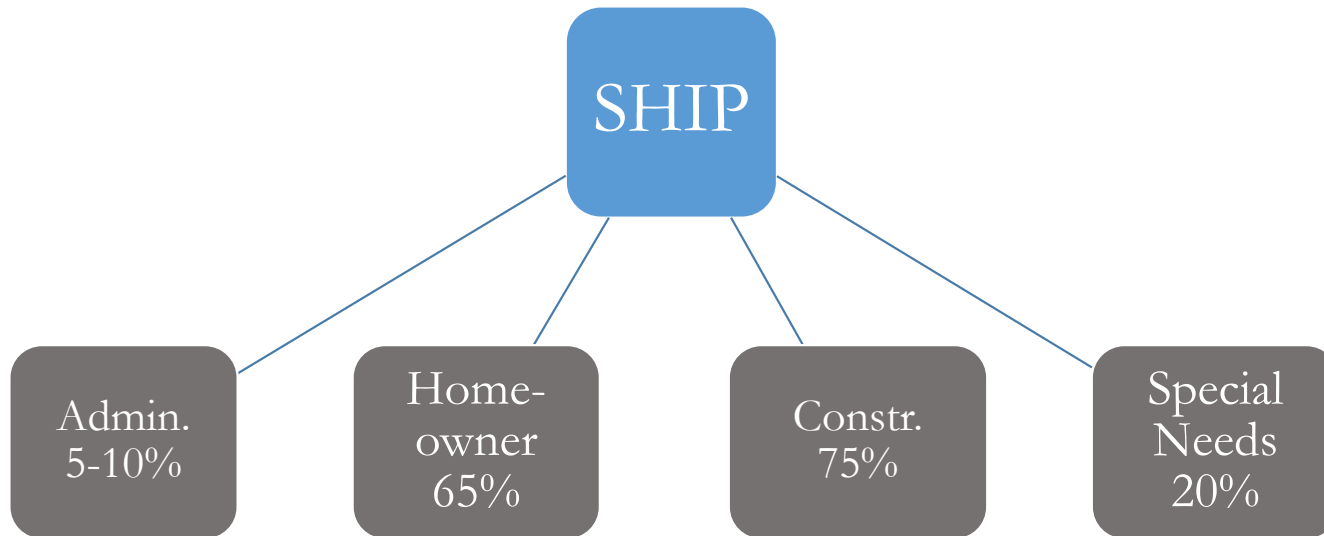 SHIP
Admin.
5-10%
Home-
owner
65%
Constr.
75%
Special
Needs
20%